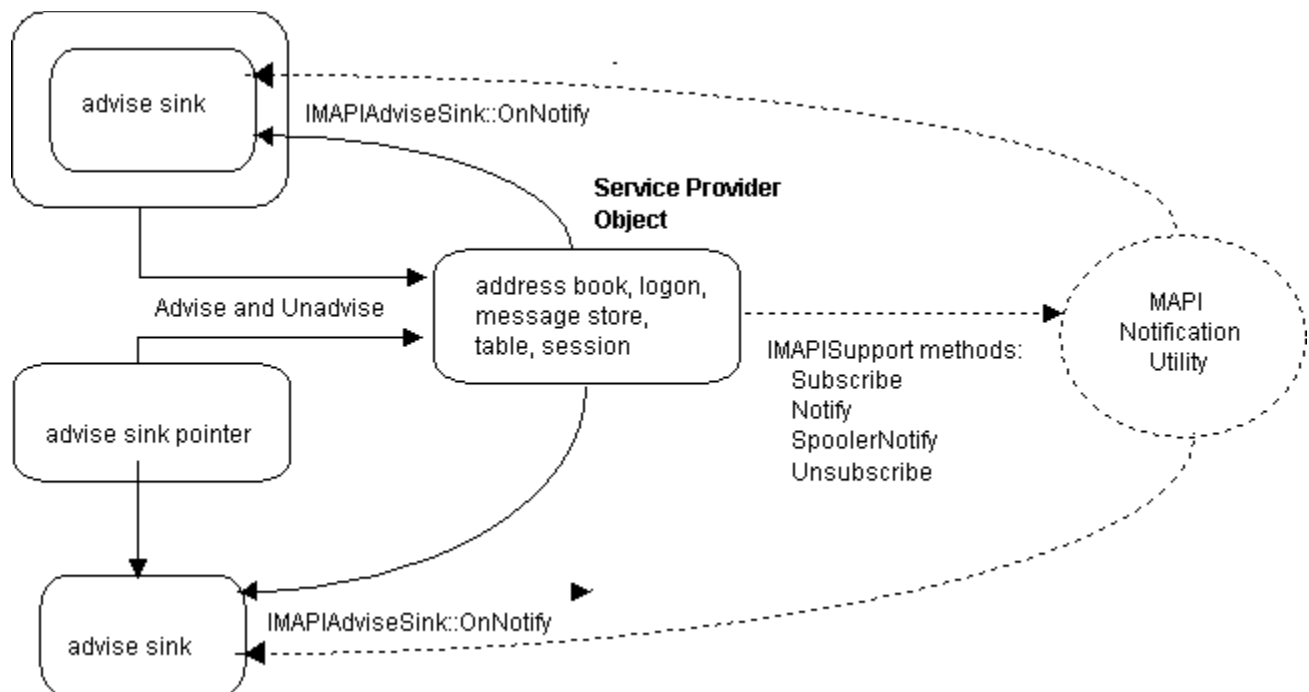 advise sink
IMAPIAdviseSink::OnNotify
Service Provider
Object
address book, logon,
message store,
table, session
Advise and Unadvise
MAPI
Notification
Utility
IMAPISupport methods:
Subscribe
Notify
SpoolerNotify
Unsubscribe
advise sink pointer
IMAPIAdviseSink::OnNotify
advise sink